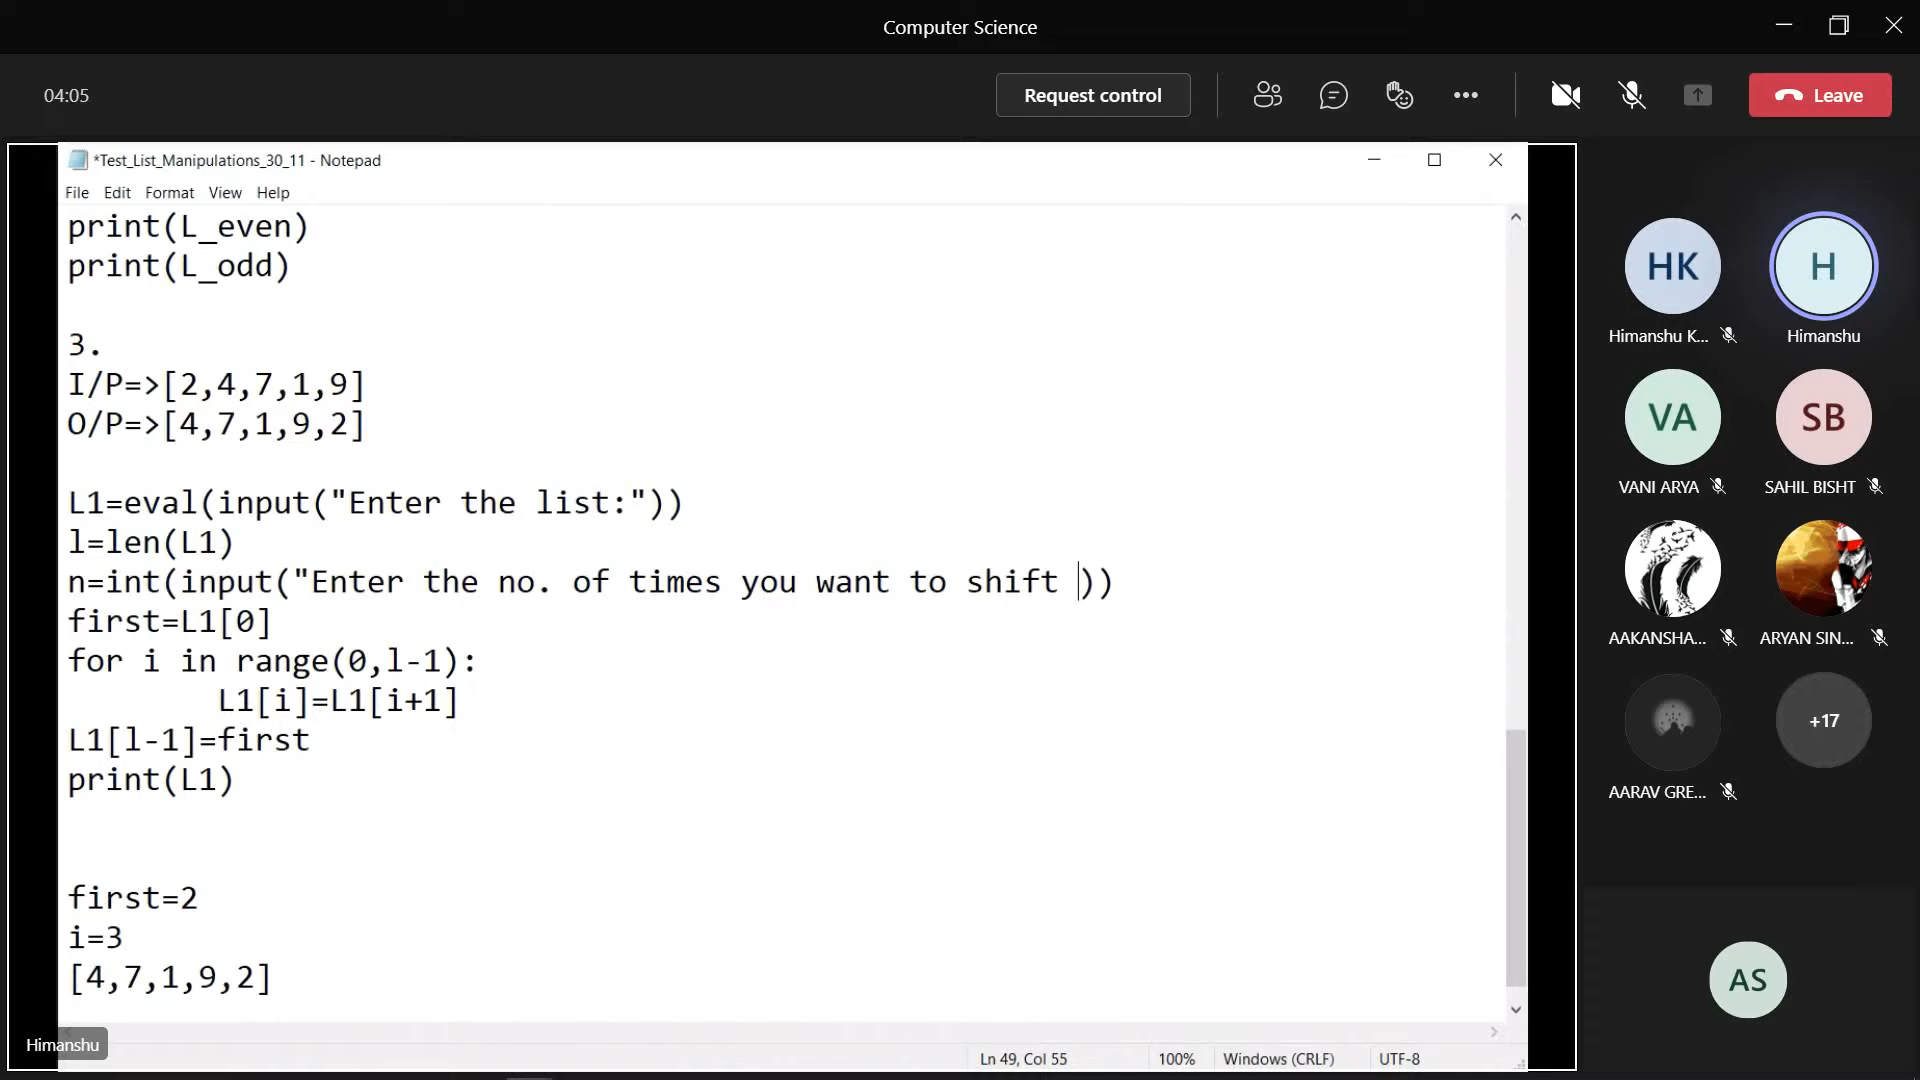 Computer Science
04:05
Request control
Leave
*Test_List_Manipulations_30_11 - Notepad
File Edit Format View Help
print(L_even)
print(L_odd)
3.
I/P=>[2,4,7,1,9]
O/P=>[4,7,1,9,2]
L1=eval(input("Enter the list:"))
l=len(L1)
n=int(input("Enter the no. of times you want to shift ))
first=L1[0]
for i in range(0,l-1):
L1[i]=L1[i+1]
L1[l-1]=first
print(L1)
first=2
i=3
[4,7,1,9,2]
Himanshu
Ln 49, Col 55
100%
Windows (CRLF)
UTF-8
HK
H
Himanshu K...
Himanshu
VA
SB
VANI ARYA
SAHIL BISHT
AAKANSHA...
ARYAN SIN...
+17
AARAV GRE...
AS